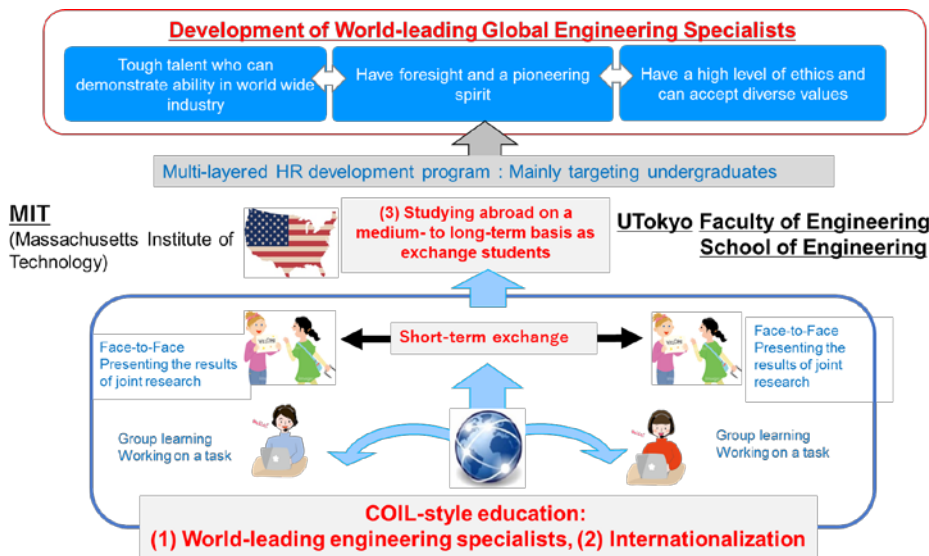 Development of World-leading Global Engineering Specialists
Tough talent who can
demonstrate ability in world wide
industry
Have foresight and a pioneering
spirit
Have a high level of ethics and
can accept diverse values
Multi-layered HR development program : Mainly targeting undergraduates
MIT
(Massachusetts Institute of
Technology)
(3) Studying abroad on a
medium- to long-term basis as
exchange students
UTokyo Faculty of Engineering
School of Engineering
Face-to-Face
Presenting the results
of joint research
Short-term exchange
Face-to-Face
Presenting the
results of joint
research
Group learning
Working on a task
Group learning
Working on a task
COIL-style education:
(1) World-leading engineering specialists, (2) Internationalization